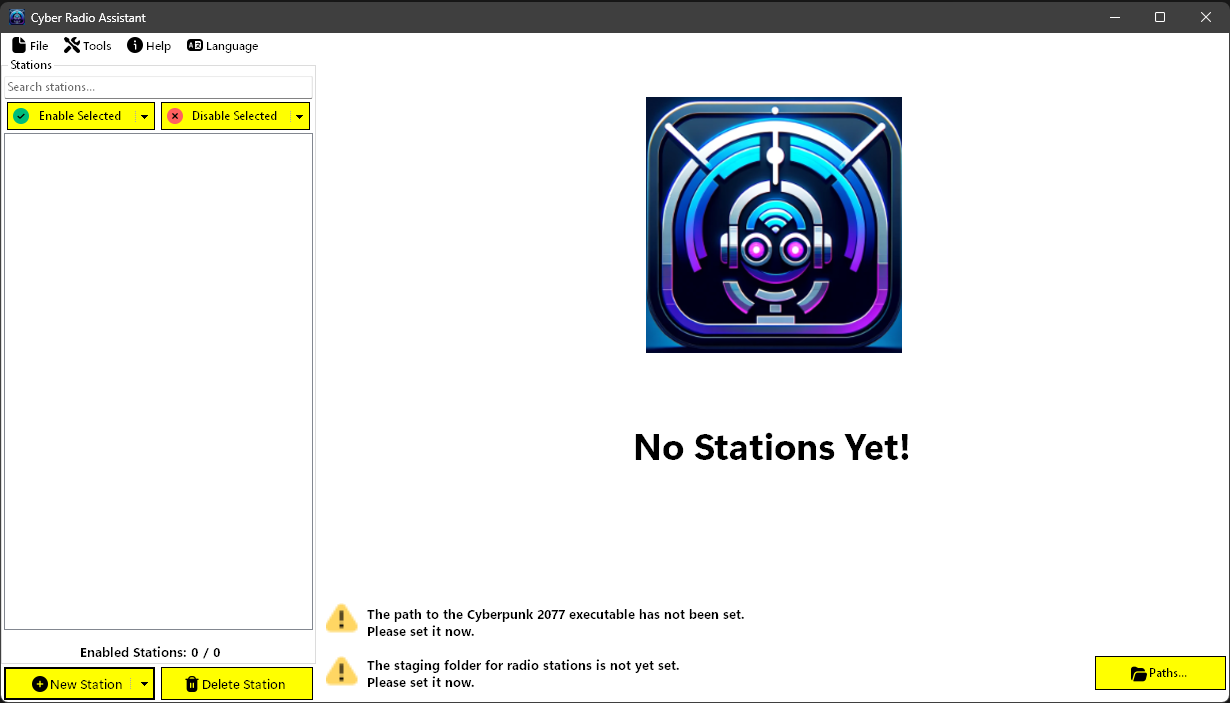 Cyber Radio Assistant
File Tools Help Language
Stations
Search stations...
Enable Selected Disable Selected
No Stations Yet!
The path to the Cyberpunk 2077 executable has not been set.
Please set it now.
Enabled Stations: 0 / 0
The staging folder for radio stations is not yet set.
Please set it now.
New Station Delete Station
Paths...